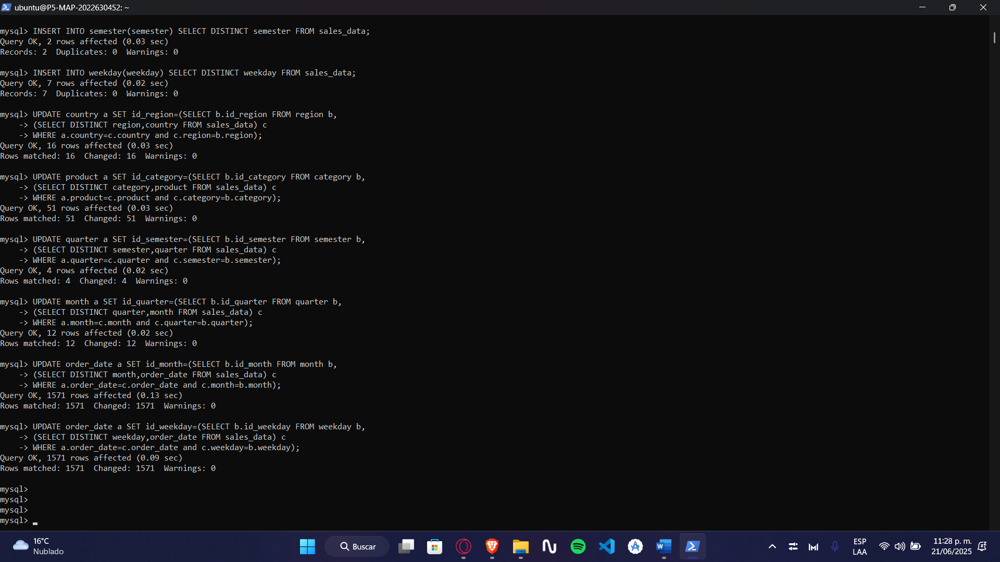 ubuntu@P5-MAP-2022630452: ~
mysql> INSERT INTO semester(semester) SELECT DISTINCT semester FROM sales_data;
Query OK, 2 rows affected (0.03 sec)
Records: 2  Duplicates: 0  Warnings: 0
mysql> INSERT INTO weekday(weekday) SELECT DISTINCT weekday FROM sales_data;
Query OK, 7 rows affected (0.02 sec)
Records: 7  Duplicates: 0  Warnings: 0
mysql> UPDATE country a SET id_region=(SELECT b.id_region FROM region b,
    -> (SELECT DISTINCT region,country FROM sales_data) c
    -> WHERE a.country=c.country and c.region=b.region);
Query OK, 16 rows affected (0.03 sec)
Rows matched: 16  Changed: 16  Warnings: 0
mysql> UPDATE product a SET id_category=(SELECT b.id_category FROM category b,
    -> (SELECT DISTINCT category,product FROM sales_data) c
    -> WHERE a.product=c.product and c.category=b.category);
Query OK, 51 rows affected (0.03 sec)
Rows matched: 51  Changed: 51  Warnings: 0
mysql> UPDATE quarter a SET id_semester=(SELECT b.id_semester FROM semester b,
    -> (SELECT DISTINCT semester,quarter FROM sales_data) c
    -> WHERE a.quarter=c.quarter and c.semester=b.semester);
Query OK, 4 rows affected (0.02 sec)
Rows matched: 4  Changed: 4  Warnings: 0
mysql> UPDATE month a SET id_quarter=(SELECT b.id_quarter FROM quarter b,
    -> (SELECT DISTINCT quarter,month FROM sales_data) c
    -> WHERE a.month=c.month and c.quarter=b.quarter);
Query OK, 12 rows affected (0.02 sec)
Rows matched: 12  Changed: 12  Warnings: 0
mysql> UPDATE order_date a SET id_month=(SELECT b.id_month FROM month b,
    -> (SELECT DISTINCT month,order_date FROM sales_data) c
    -> WHERE a.order_date=c.order_date and c.month=b.month);
Query OK, 1571 rows affected (0.13 sec)
Rows matched: 1571  Changed: 1571  Warnings: 0
mysql> UPDATE order_date a SET id_weekday=(SELECT b.id_weekday FROM weekday b,
    -> (SELECT DISTINCT weekday,order_date FROM sales_data) c
    -> WHERE a.order_date=c.order_date and c.weekday=b.weekday);
Query OK, 1571 rows affected (0.09 sec)
Rows matched: 1571  Changed: 1571  Warnings: 0
mysql>
mysql>
mysql>
mysql>
16°C
Nublado
Buscar
ESP
LAA
11:28 p. m.
21/06/2025